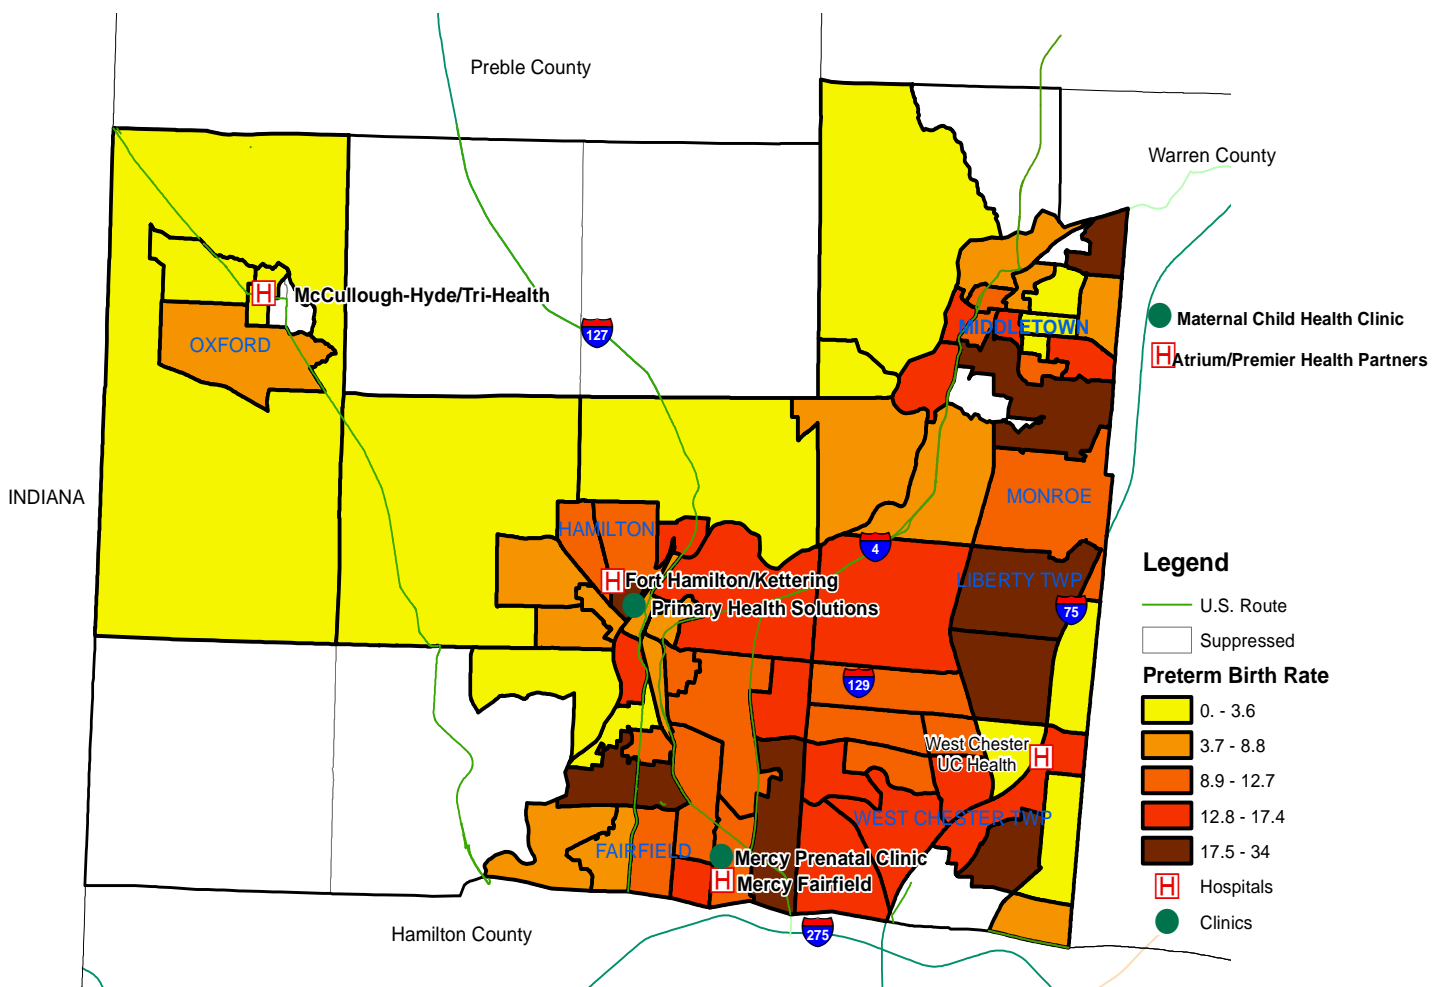 Preble County
Warren County
McCullough-Hyde/Tri-Health
Maternal Child Health Clinic
127
MIDDLETOWN
OXFORD
Atrium/Premier Health Partners
INDIANA
MONROE
HAMILTON
4
Legend
Fort Hamilton/Kettering
LIBERTY TWP
Primary Health Solutions
75
U.S. Route
Suppressed
Preterm Birth Rate
129
0. - 3.6
West Chester
UC Health
H
3.7 - 8.8
8.9 - 12.7
WEST CHESTER TWP
12.8 - 17.4
FAIRFIELD
17.5 - 34
Mercy Prenatal Clinic
H Mercy Fairfield
H Hospitals
Hamilton County
275
Clinics